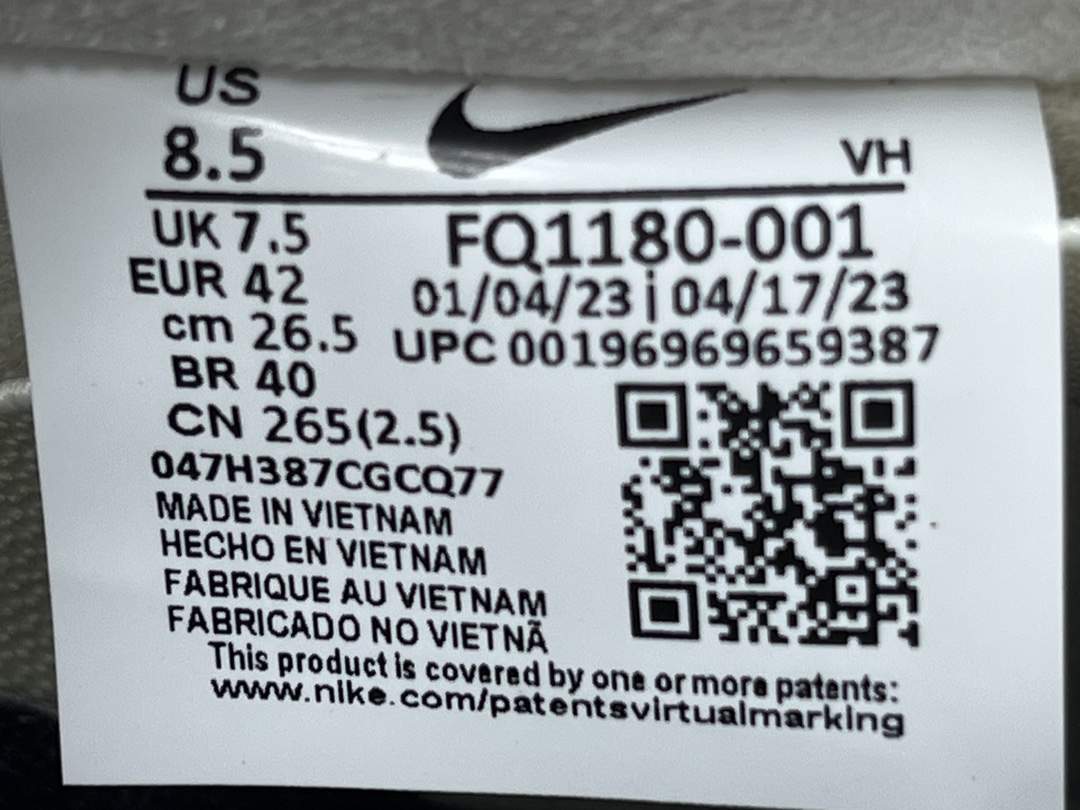 US
8.5
VH
UK 7.5
FQ1180-001
EUR 42
01/04/23 | 04/17/23
cm 26.5
UPC 00196969659387
BR 40
CN 265(2.5)
047H387CGCQ77
MADE IN VIETNAM
HECHO EN VIETNAM
FABRIQUE AU VIETNAM
FABRICADO NO VIETNÃ
This product is covered by one or more patents:
www.nike.com/patentsvirtualmarking